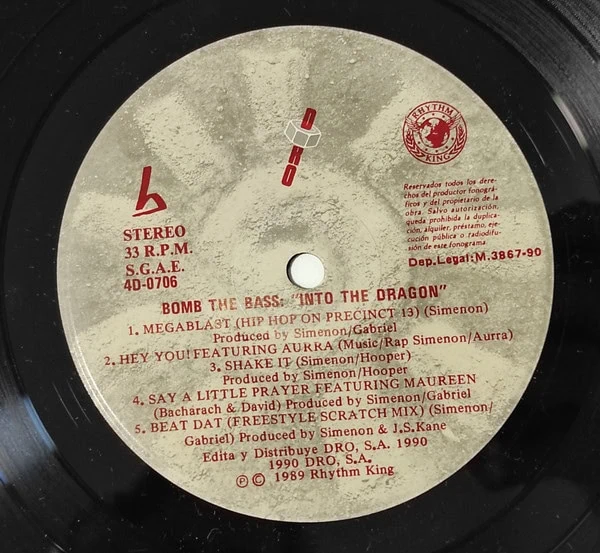 DRO
RHYTHM
KING
b
STEREO
33 R.P.M.
S.G.A.E.
4D-0706
Reservados todos los dere-
chos del productor fonográ-
ficos y del propietario de la
obra. Salvo autorización,
queda prohibida la duplica-
ción, alquiler, préstamo, eje-
cución pública o radiodifu-
sión de este fonograma
Dep.Legal:M.3867-90
BOMB THE BASS: "INTO THE DRAGON"
1. MEGABLAST (HIP HOP ON PRECINCT 13) (Simenon)
Produced by Simenon/Gabriel
2. HEY YOU! FEATURING AURRA (Music/Rap Simenon/Aurra)
3. SHAKE IT (Simenon/Hooper)
Produced by Simenon/Hooper
4. SAY A LITTLE PRAYER FEATURING MAUREEN
(Bacharach & David) Produced by Simenon/Gabriel
5. BEAT DAT (FREESTYLE SCRATCH MIX) (Simenon/
Gabriel) Produced by Simenon & J.S.Kane
Edita y Distribuye DRO, S.A. 1990
1990 DRO, S.A.
Ⓟ © 1989 Rhythm King